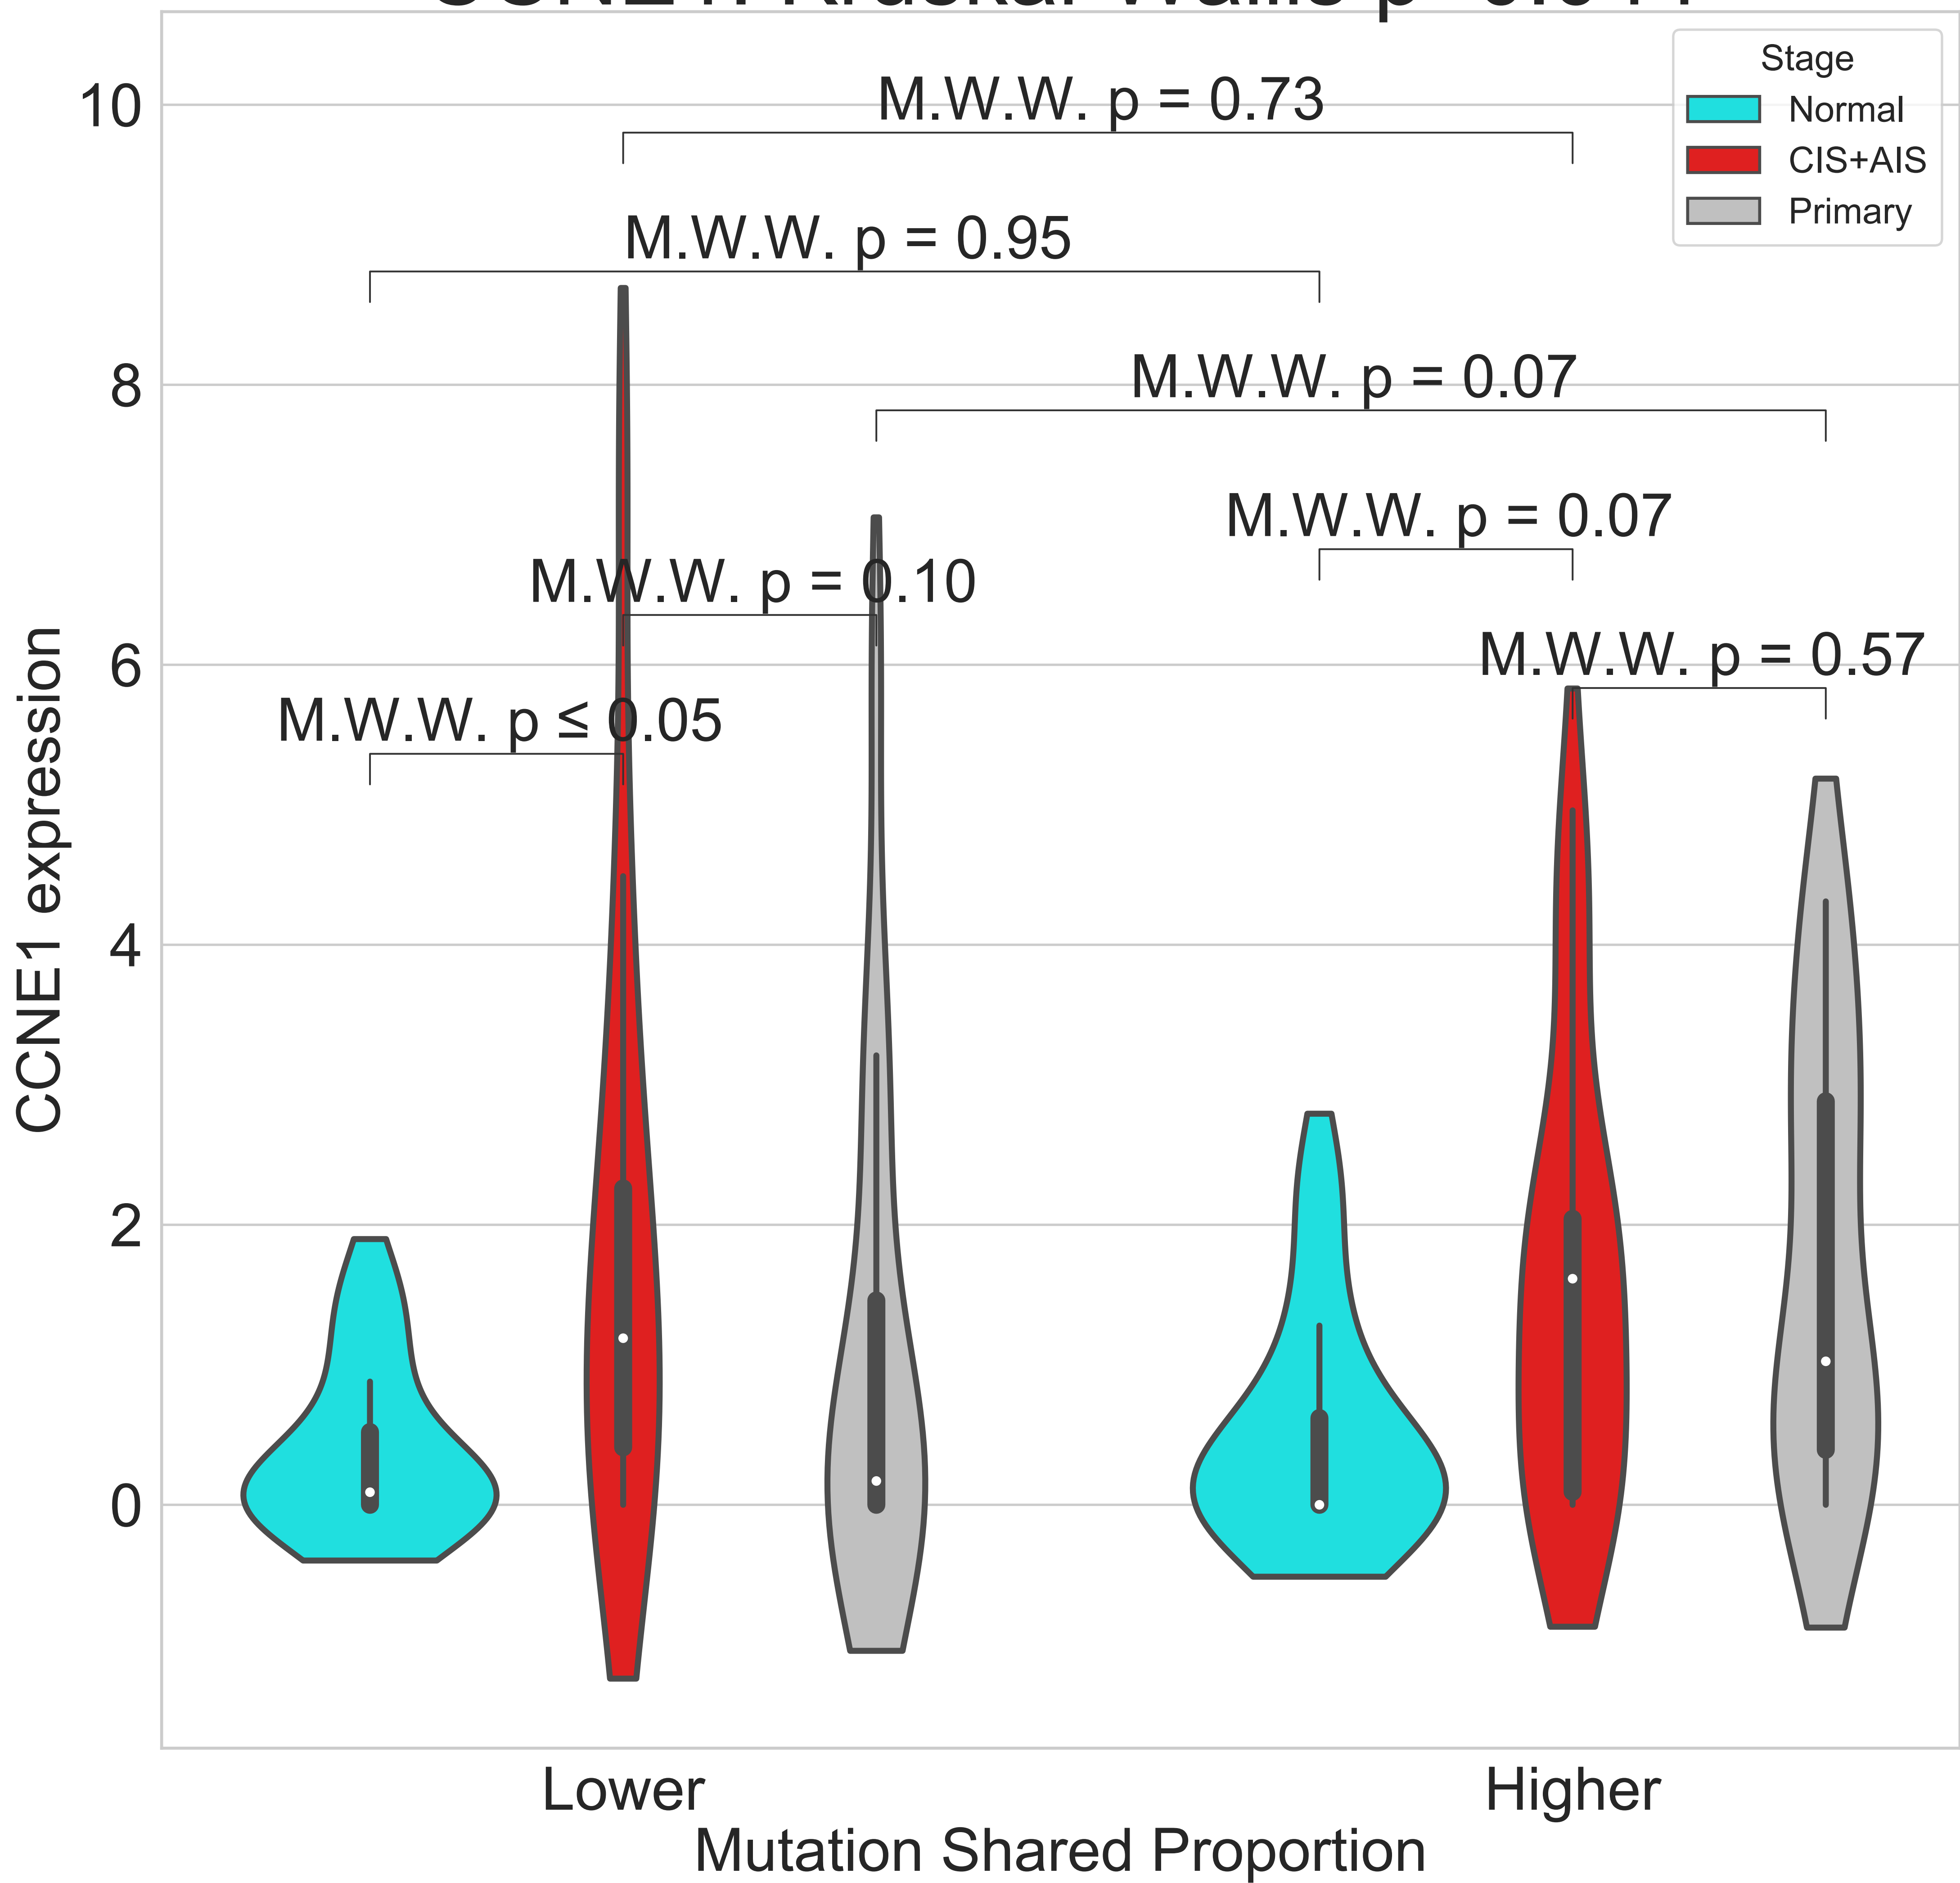 Stage
Normal
CIS+AIS
Primary
M.W.W. p = 0.73
M.W.W. p = 0.95
M.W.W. p = 0.07
M.W.W. p = 0.07
M.W.W. p = 0.10
M.W.W. p = 0.57
M.W.W. p ≤ 0.05
10
8
6
4
2
0
CCNE1 expression
Lower
Higher
Mutation Shared Proportion